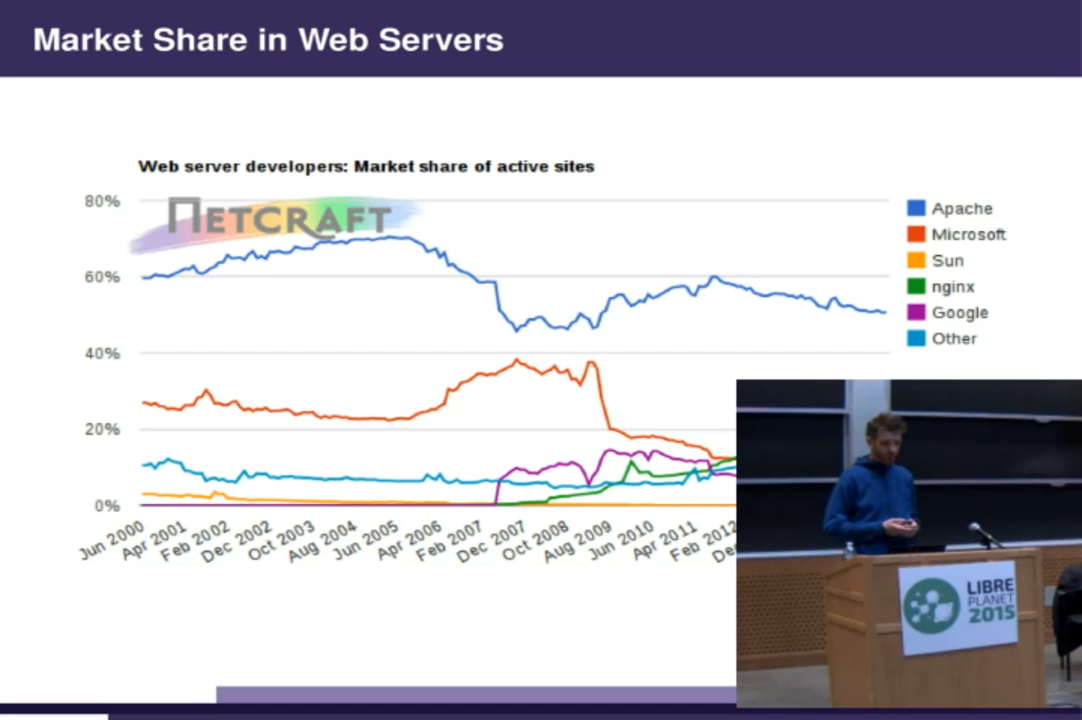 Market Share in Web Servers
Web server developers: Market share of active sites
NETCRAFT
80%
60%
40%
20%
0%
Apache
Microsoft
Sun
nginx
Google
Other
Jun 2000
Apr 2001
Feb 2002
Dec 2002
Oct 2003
Aug 2004
Jun 2005
Apr 2006
Feb 2007
Dec 2007
Oct 2008
Aug 2009
Jun 2010
Apr 2011
Feb 2012
LIBRE
PLANET
2015